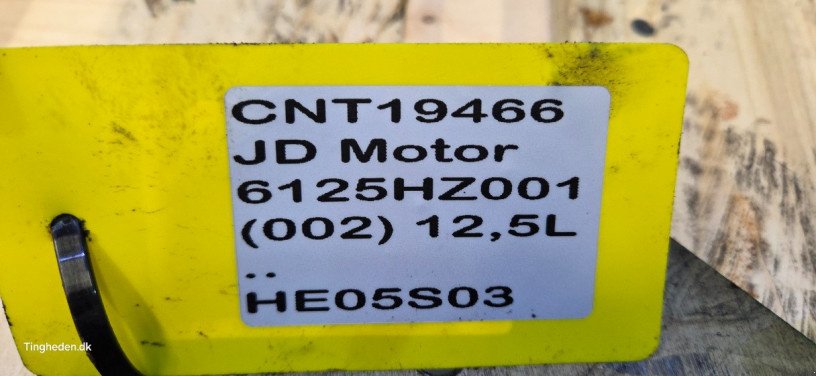 CNT19466
JD Motor
6125HZ001
(002) 12,5L
..
HE05S03
Tingheden.dk